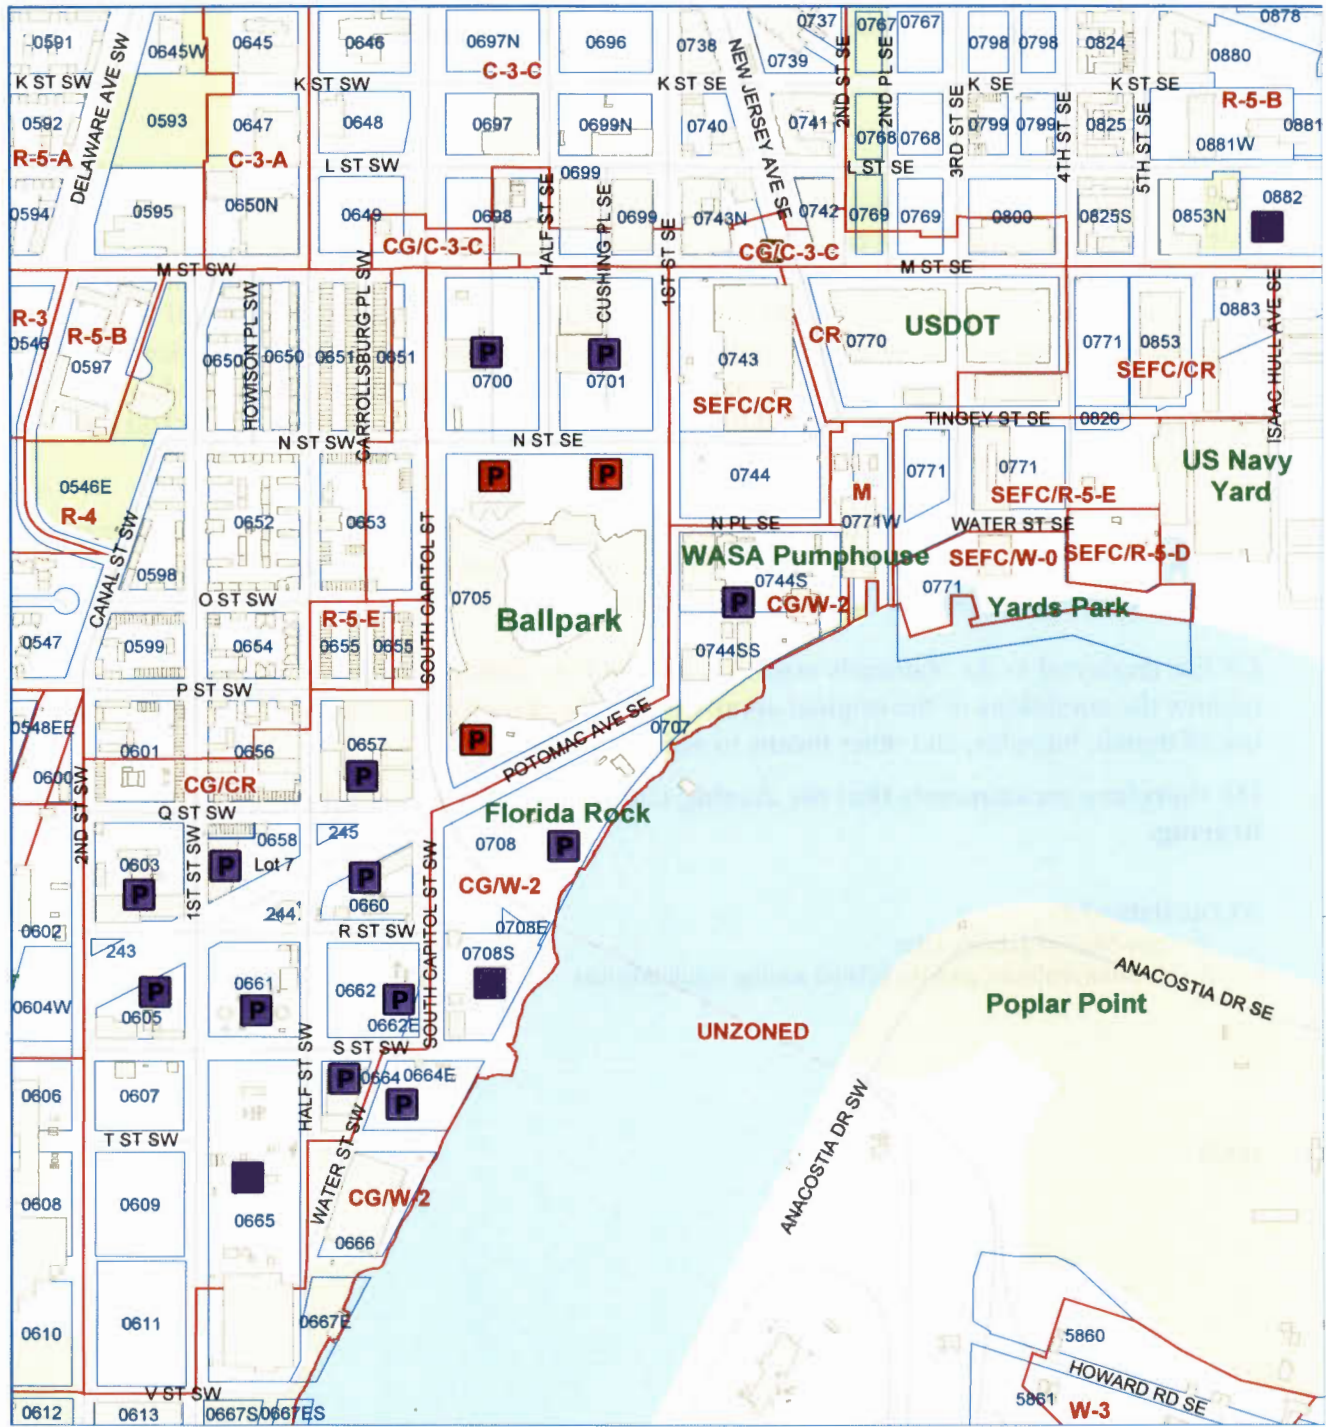 0591
0645W
0645
0646
0697N
0696
0738
0737
0739
0767
0767
0798
0798
0824
0878
0880
DELAWARE AVE SW
NEW JERSEY AVE SE
2ND ST SE
2ND PL SE
C-3-C
K ST SW
K ST SW
K ST SE
K SE
K ST SE
R-5-B
0592
0593
0647
0648
0697
0699N
0740
0741
0768
0768
3RD ST SE
0799
0799
4TH ST SE
0825
5TH ST SE
0881W
0881
R-5-A
C-3-A
L ST SW
0699
L ST SE
0594
0595
0650N
0649
0698
HALF ST SE
CUSHING PL SE
0699
1ST ST SE
0743N
0742
0769
0769
0800
0825S
0853N
0882
CG/C-3-C
CG/C-3-C
M ST SW
M ST SE
R-3
0546
R-5-B
0597
0650
HOWISON PL SW
0650
0651
CARROLLSBURG PL SW
0651
P
0700
P
0701
0743
SEFC/CR
CR
0770
USDOT
0771
0853
SEFC/CR
0883
ISAAC HULL AVE SE
TINGEY ST SE
0826
N ST SW
N ST SE
0546E
R-4
CANAL ST SW
0652
0653
SOUTH CAPITOL ST
P
P
0744
M
0771W
0771
0771
SEFC/R-5-E
US Navy
Yard
N PL SE
WATER ST SE
WASA Pumphouse
SEFC/W-0
SEFC/R-5-D
0598
0744S
P
CG/W-2
0771
Yards Park
O ST SW
0705
Ballpark
0547
0599
0654
R-5-E
0655
0655
0744SS
P ST SW
0548EE
0601
0656
0657
P
P
POTOMAC AVE SE
0707
0600
2ND ST SW
CG/CR
Q ST SW
Florida Rock
0603
P
1ST ST SW
0658
P
Lot 7
245
P
0660
0708
P
CG/W-2
SOUTH CAPITOL ST SW
244
R ST SW
0708E
0602
243
0708S
0604W
P
0605
0661
P
0662
P
0662E
UNZONED
Poplar Point
ANACOSTIA DR SE
HALF ST SW
S ST SW
0606
0607
P
0664
0664E
P
ANACOSTIA DR SW
T ST SW
WATER ST SW
0608
0609
0665
CG/W-2
0666
0610
0611
0667E
5860
HOWARD RD SE
5861
W-3
V ST SW
0612
0613
0667S
0667ES